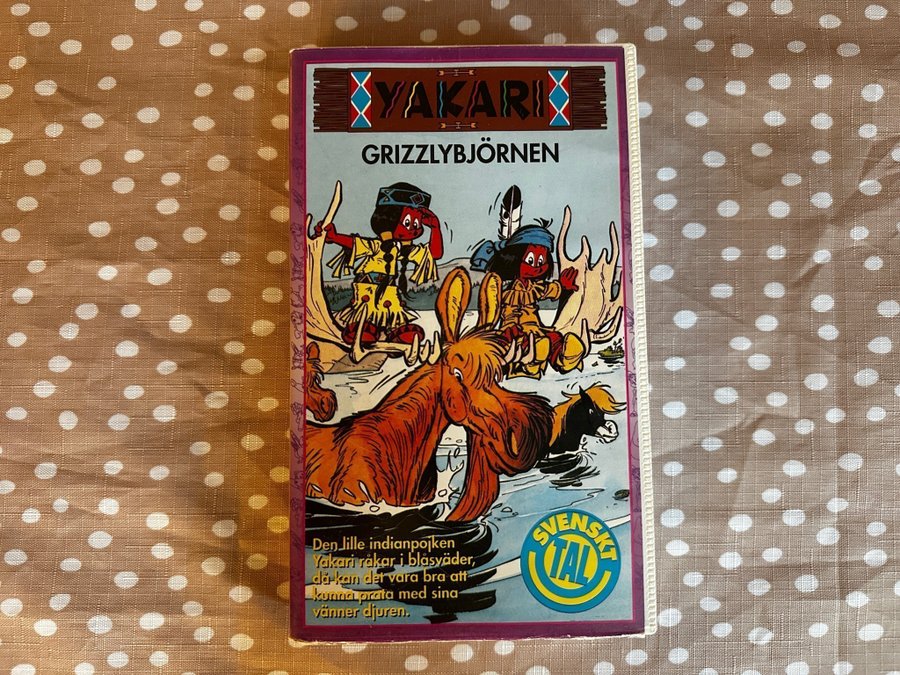 YAKARI
GRIZZLYBJÖRNEN
Den lille indianpojken
Yakari råkar i blåsväder,
då kan det vara bra att
kunna prata med sina
vänner djuren.
SVENSKT
TAL